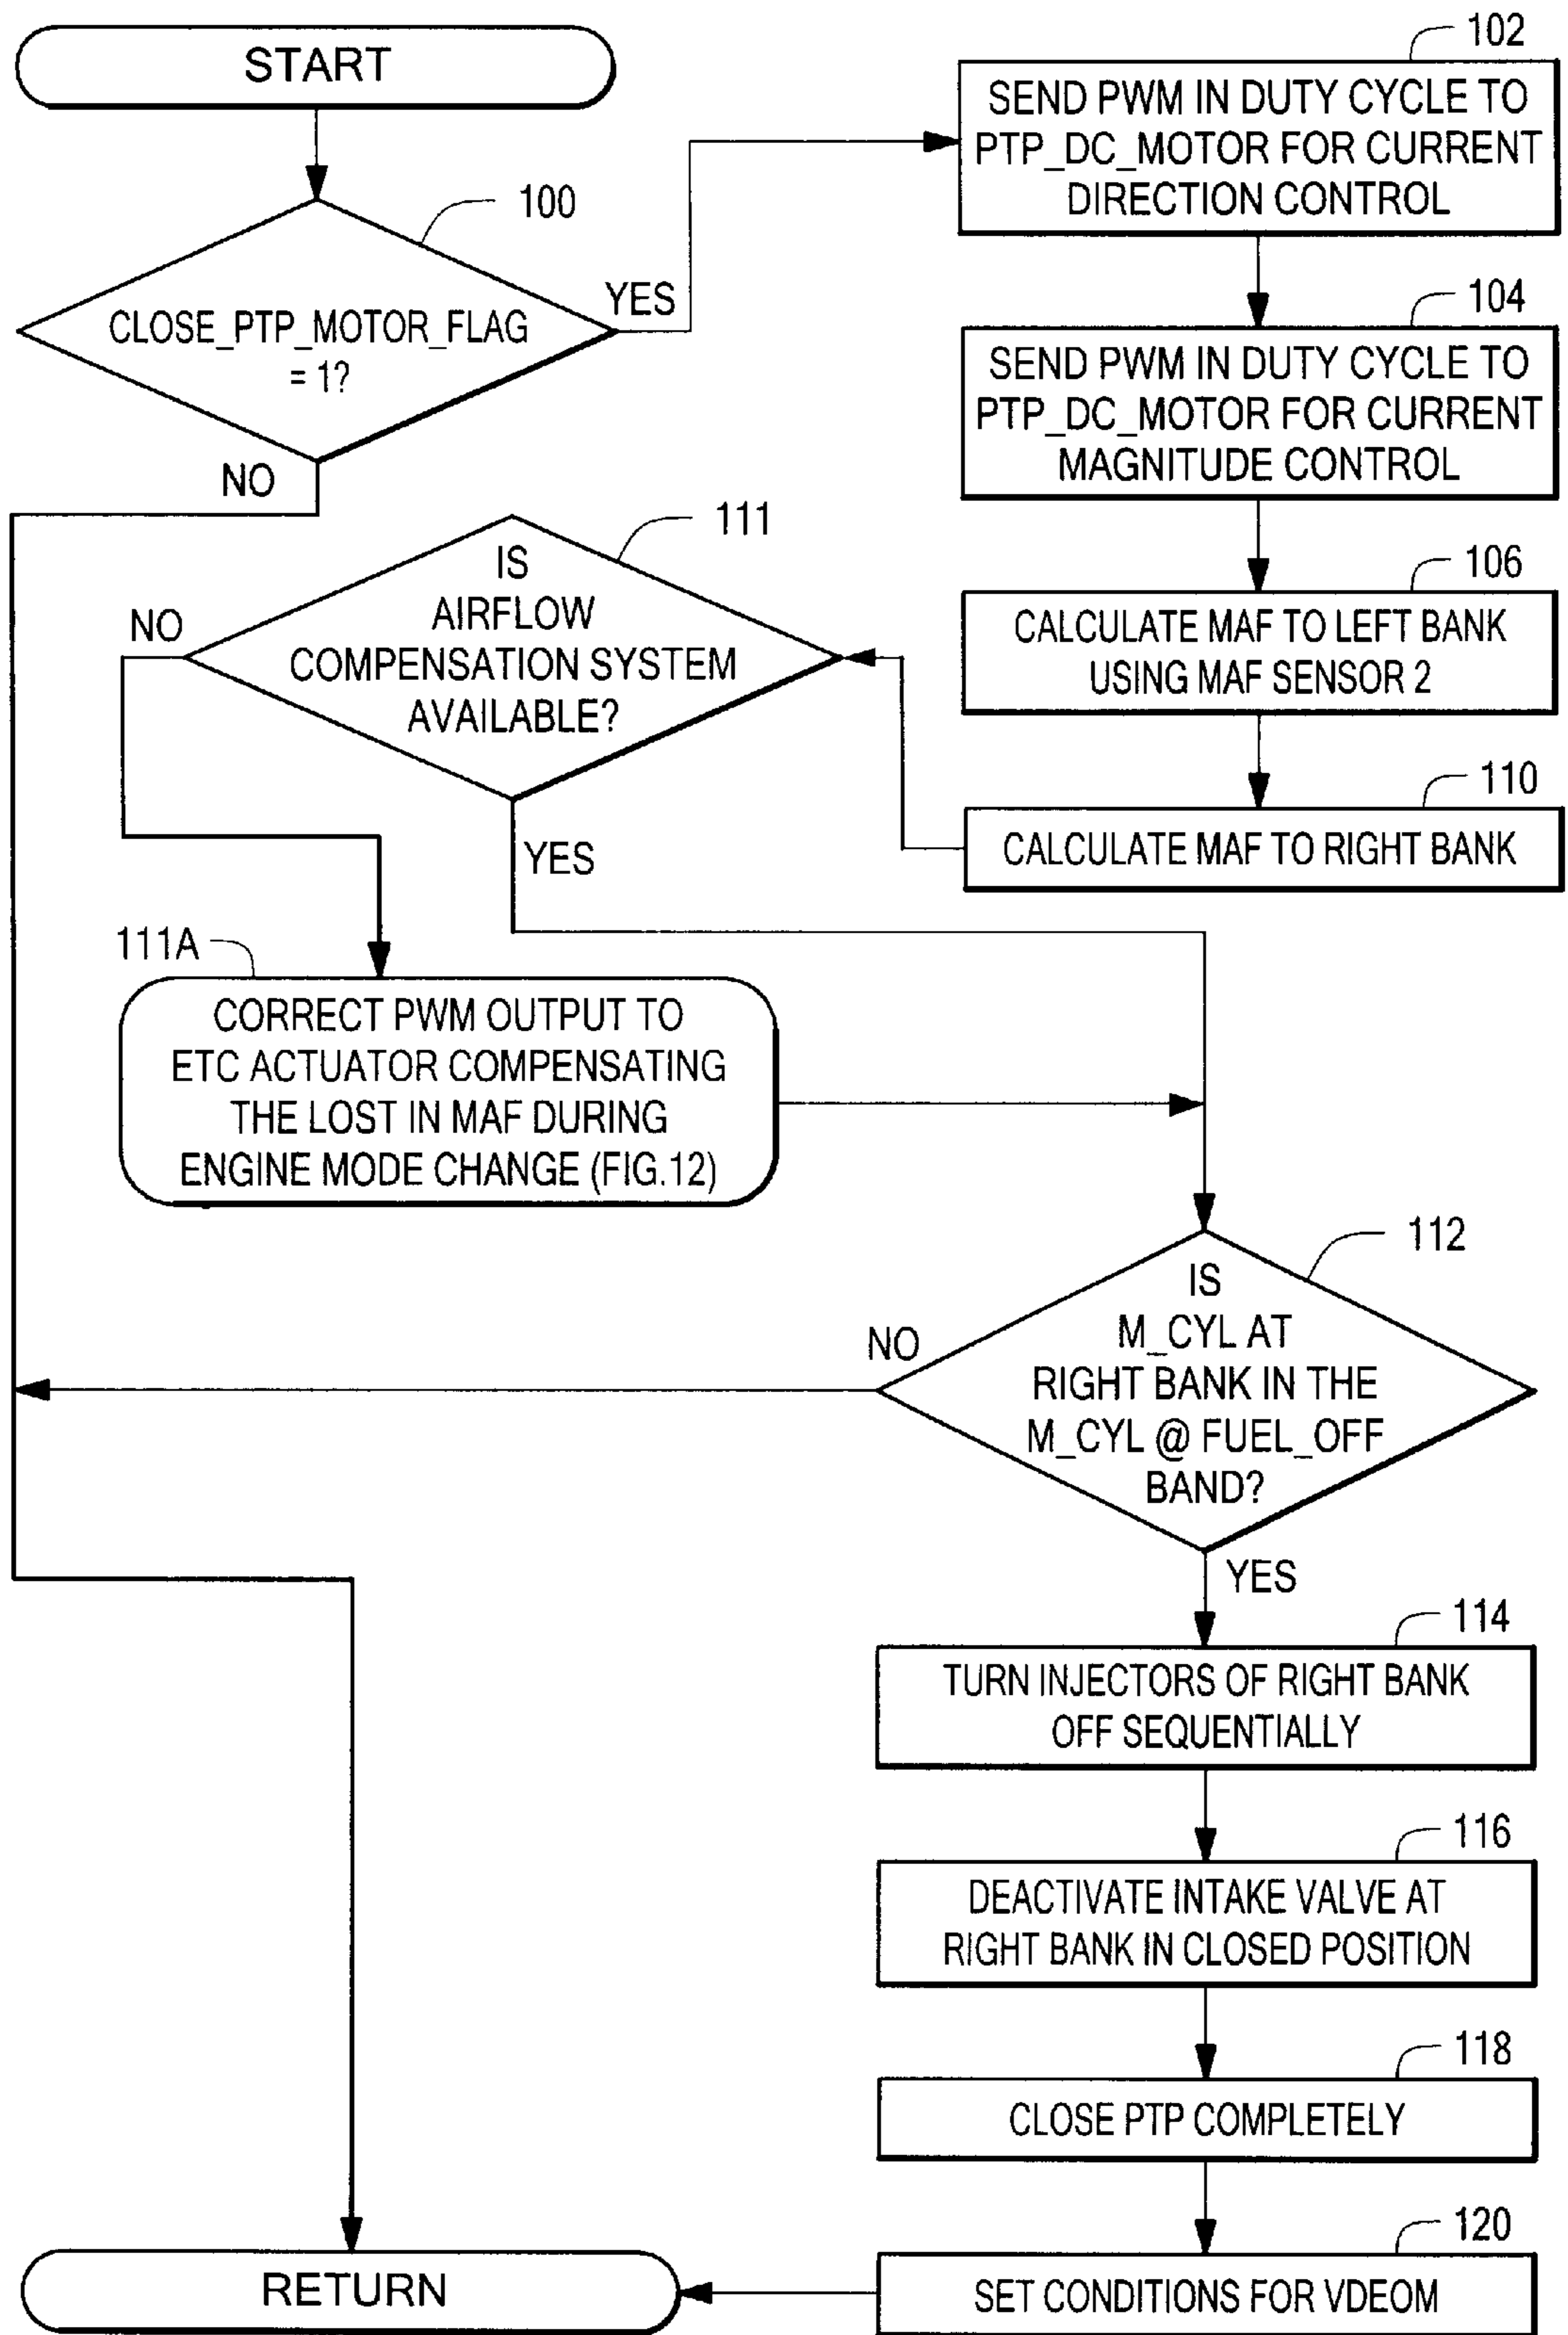 START
100
CLOSE_PTP_MOTOR_FLAG
= 1?
YES
NO
102
SEND PWM IN DUTY CYCLE TO
PTP_DC_MOTOR FOR CURRENT
DIRECTION CONTROL
104
SEND PWM IN DUTY CYCLE TO
PTP_DC_MOTOR FOR CURRENT
MAGNITUDE CONTROL
106
CALCULATE MAF TO LEFT BANK
USING MAF SENSOR 2
110
CALCULATE MAF TO RIGHT BANK
111
IS
AIRFLOW
COMPENSATION SYSTEM
AVAILABLE?
NO
YES
111A
CORRECT PWM OUTPUT TO
ETC ACTUATOR COMPENSATING
THE LOST IN MAF DURING
ENGINE MODE CHANGE (FIG.12)
112
IS
M_CYL AT
RIGHT BANK IN THE
M_CYL @ FUEL_OFF
BAND?
NO
YES
114
TURN INJECTORS OF RIGHT BANK
OFF SEQUENTIALLY
116
DEACTIVATE INTAKE VALVE AT
RIGHT BANK IN CLOSED POSITION
118
CLOSE PTP COMPLETELY
120
SET CONDITIONS FOR VDEOM
RETURN